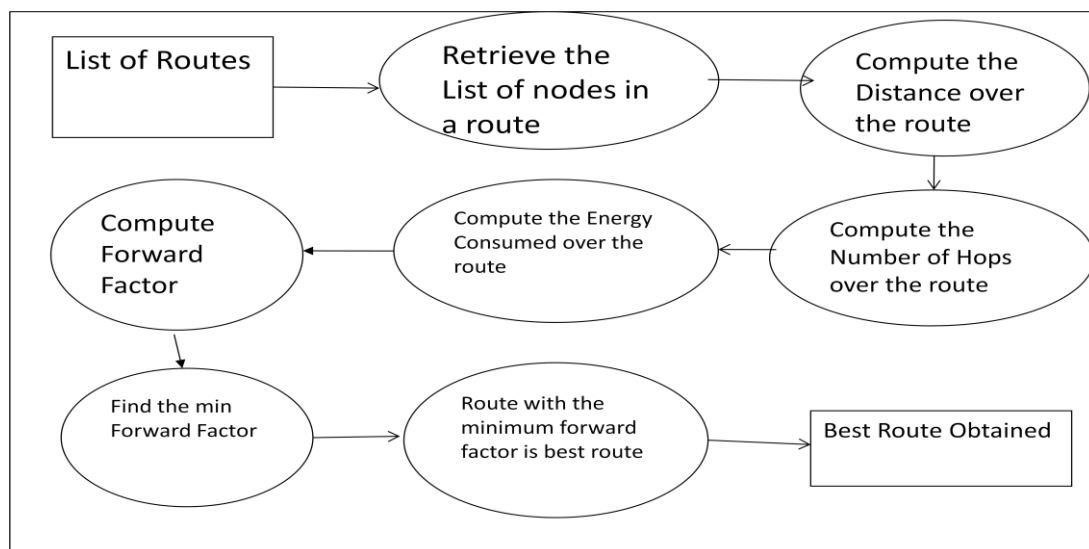 List of Routes
Retrieve the
List of nodes in
a route
Compute the
Distance over
the route
Compute the
Number of Hops
over the route
Compute the Energy
Consumed over the
route
Compute
Forward
Factor
Find the min
Forward Factor
Route with the
minimum forward
factor is best route
Best Route Obtained